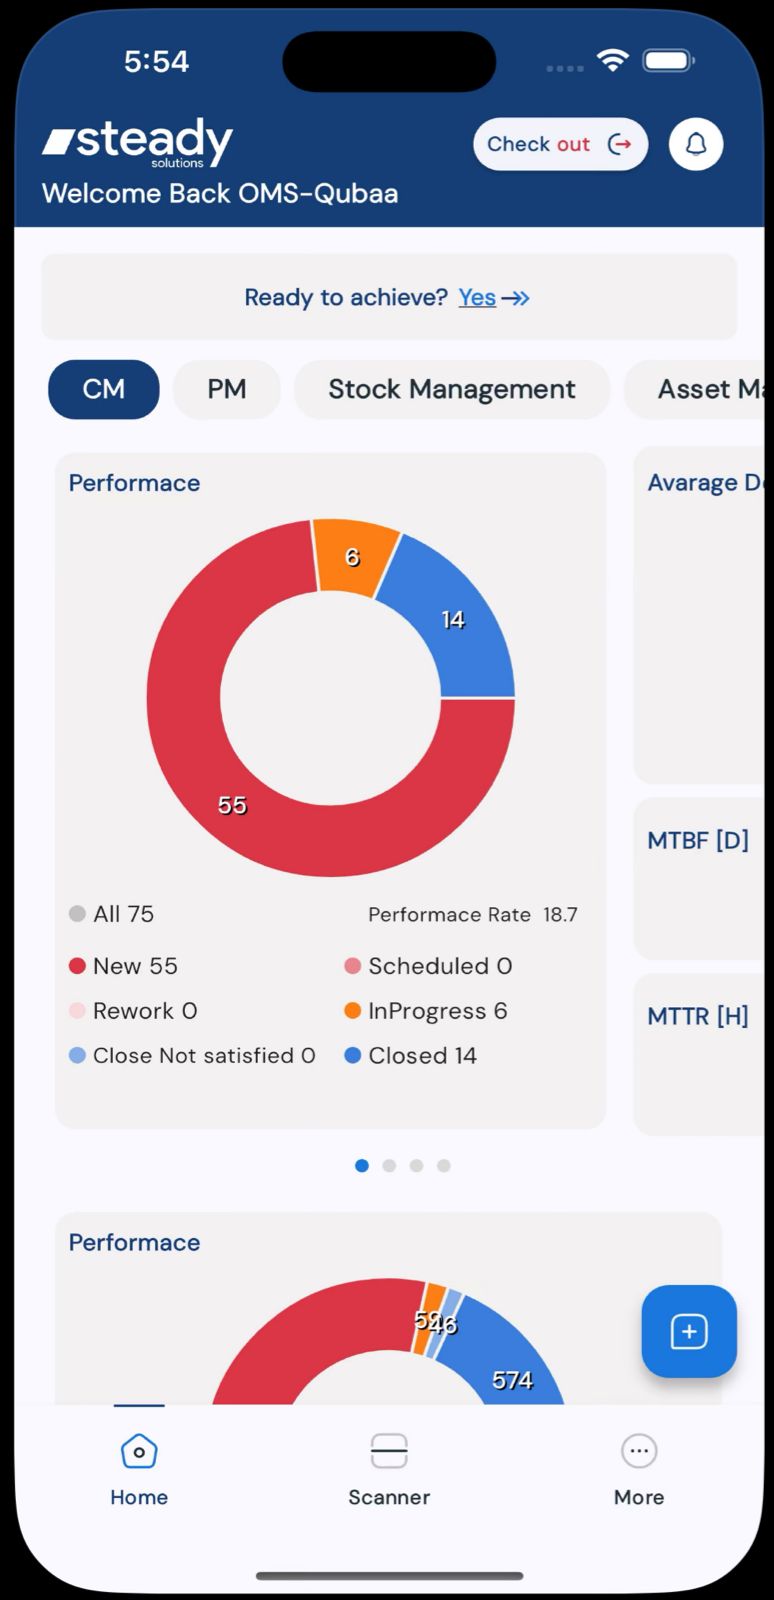 5:54
steady
solutions
Check out
Welcome Back OMS-Qubaa
Ready to achieve? Yes
CM
PM
Stock Management
Asset Ma
Performace
6
14
55
All 75
Performace Rate 18.7
New 55
Scheduled 0
Rework 0
InProgress 6
Close Not satisfied 0
Closed 14
Avarage D
MTBF [D]
MTTR [H]
Performace
46
574
Home
Scanner
More